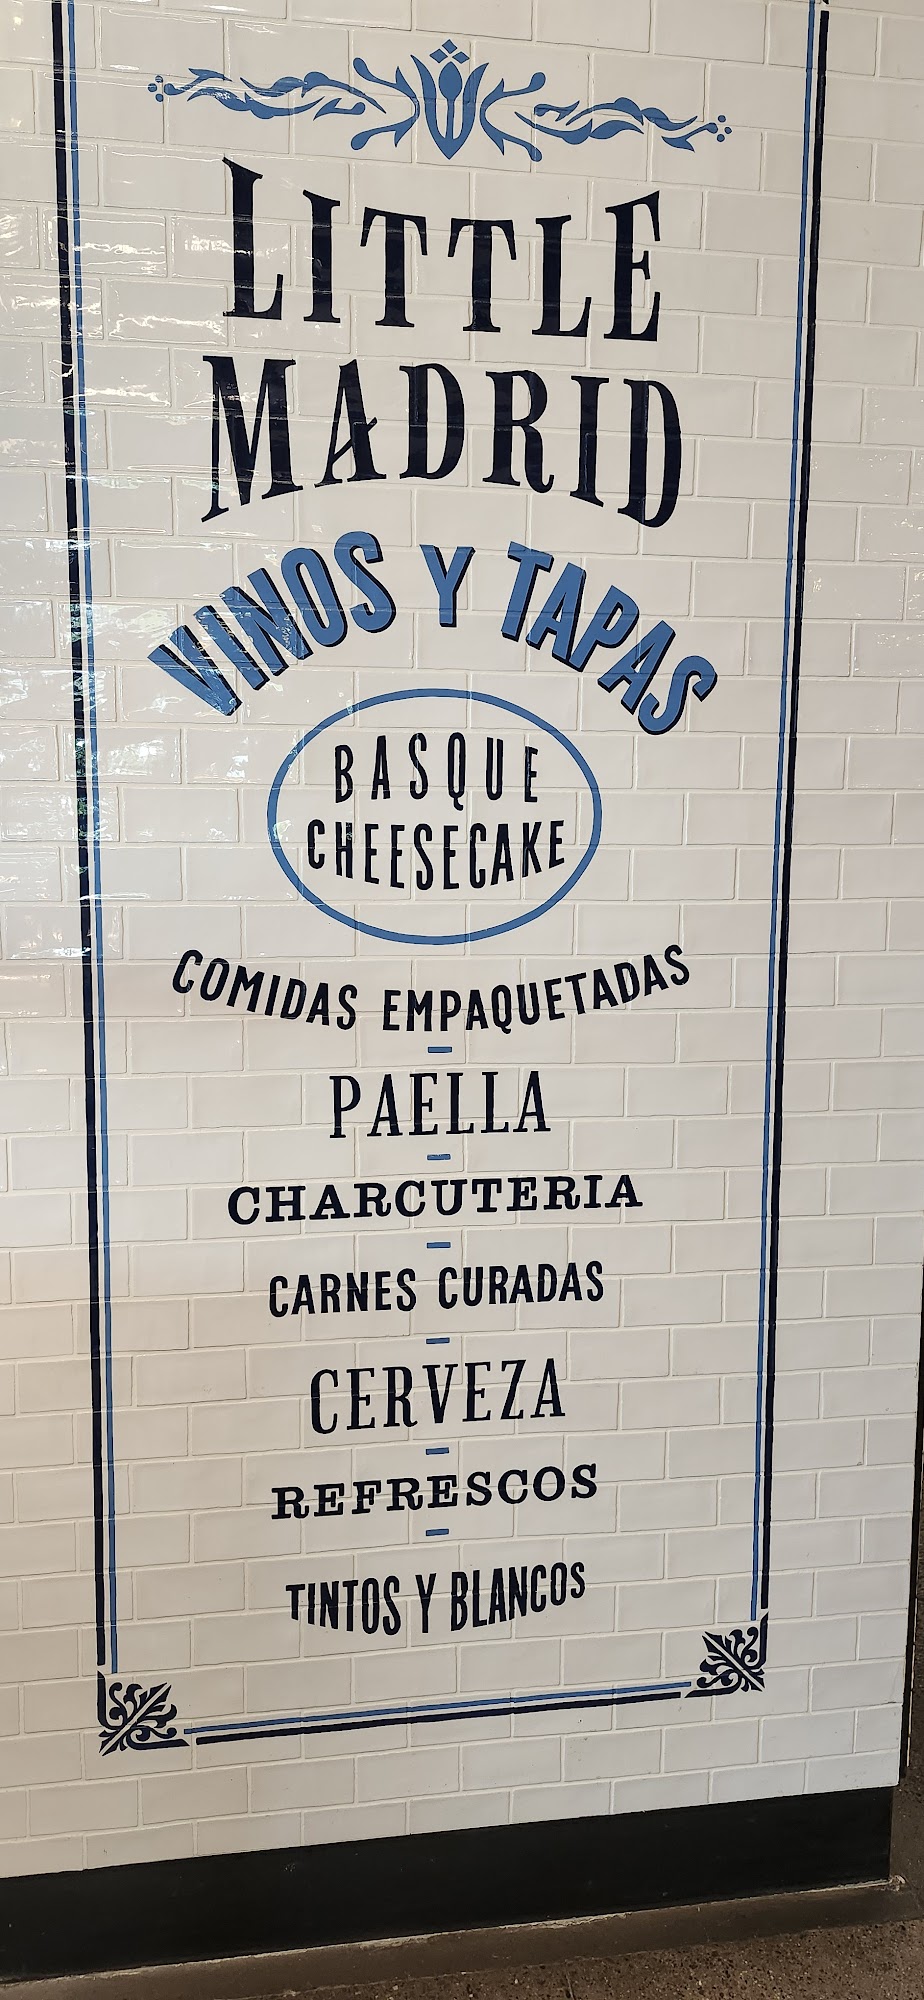 LITTLE
MADRID
VINOS Y TAPAS
BASQUE
CHEESECAKE
COMIDAS EMPAQUETADAS
PAELLA
CHARCUTERIA
CARNES CURADAS
CERVEZA
REFRESCOS
TINTOS Y BLANCOS